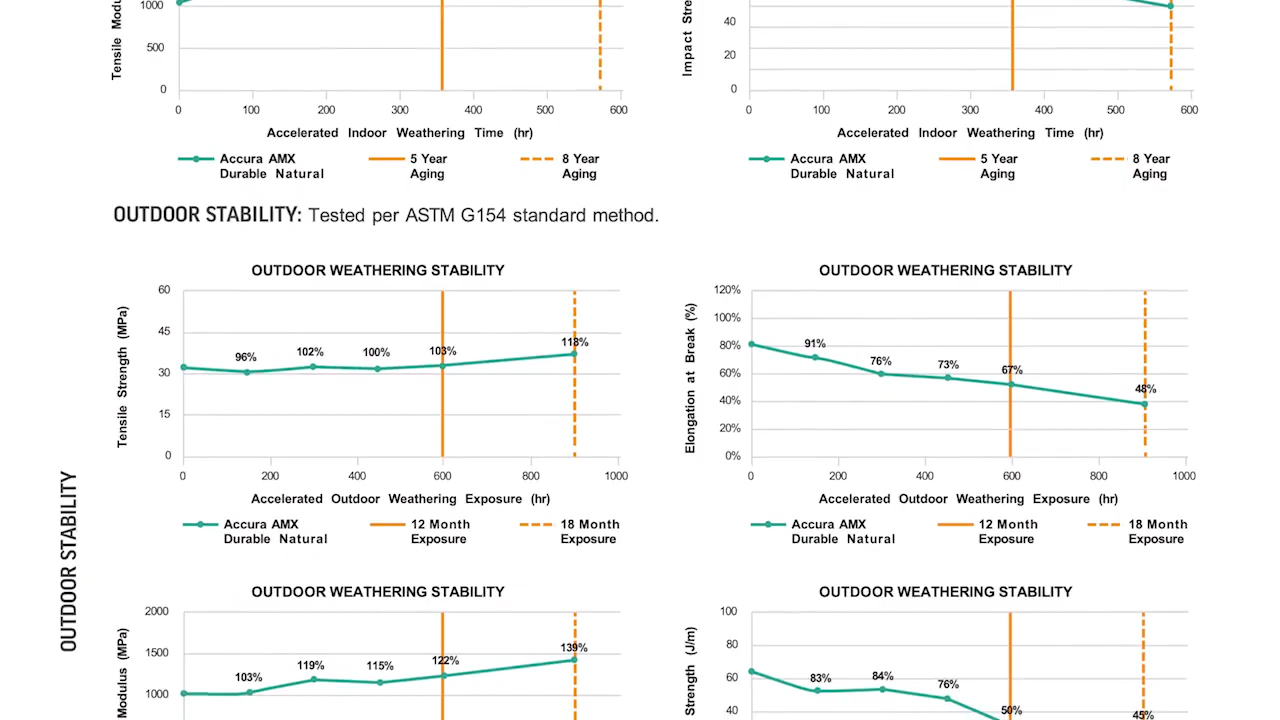 1000
500
0
Tensile Modu
0 100 200 300 400 500 600
Accelerated Indoor Weathering Time (hr)
Accura AMX
Durable Natural
5 Year
Aging
8 Year
Aging
40
20
0
Impact Stre
0 100 200 300 400 500 600
Accelerated Indoor Weathering Time (hr)
Accura AMX
Durable Natural
5 Year
Aging
8 Year
Aging
OUTDOOR STABILITY: Tested per ASTM G154 standard method.
OUTDOOR STABILITY
OUTDOOR WEATHERING STABILITY
60
45
30
15
0
Tensile Strength (MPa)
96% 102% 100% 103% 118%
0 200 400 600 800 1000
Accelerated Outdoor Weathering Exposure (hr)
Accura AMX
Durable Natural
12 Month
Exposure
18 Month
Exposure
OUTDOOR WEATHERING STABILITY
120%
100%
80%
60%
40%
20%
0%
Elongation at Break (%)
91% 76% 73% 67% 48%
0 200 400 600 800 1000
Accelerated Outdoor Weathering Exposure (hr)
Accura AMX
Durable Natural
12 Month
Exposure
18 Month
Exposure
OUTDOOR WEATHERING STABILITY
2000
1500
1000
Modulus (MPa)
103% 119% 115% 122% 139%
OUTDOOR WEATHERING STABILITY
100
80
60
40
Strength (J/m)
83% 84% 76% 50% 45%